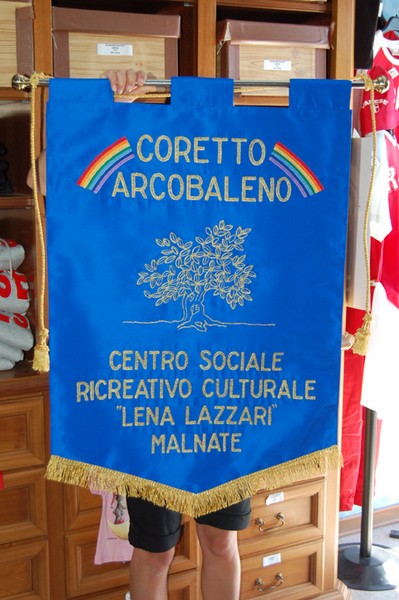 CORETTO
ARCOBALENO
CENTRO SOCIALE
RICREATIVO CULTURALE
"LENA LAZZARI"
MALNATE